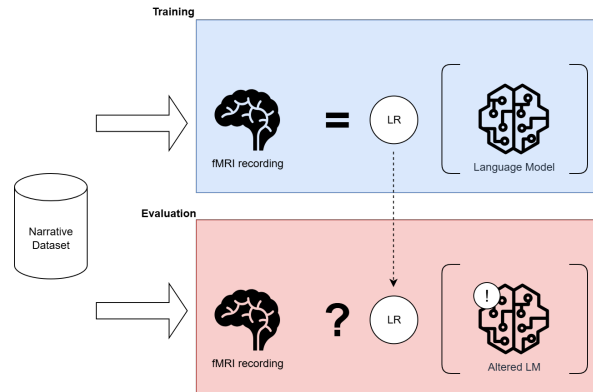 Training
=
LR
fMRI recording
Language Model
Narrative
Dataset
Evaluation
?
LR
!
fMRI recording
Altered LM